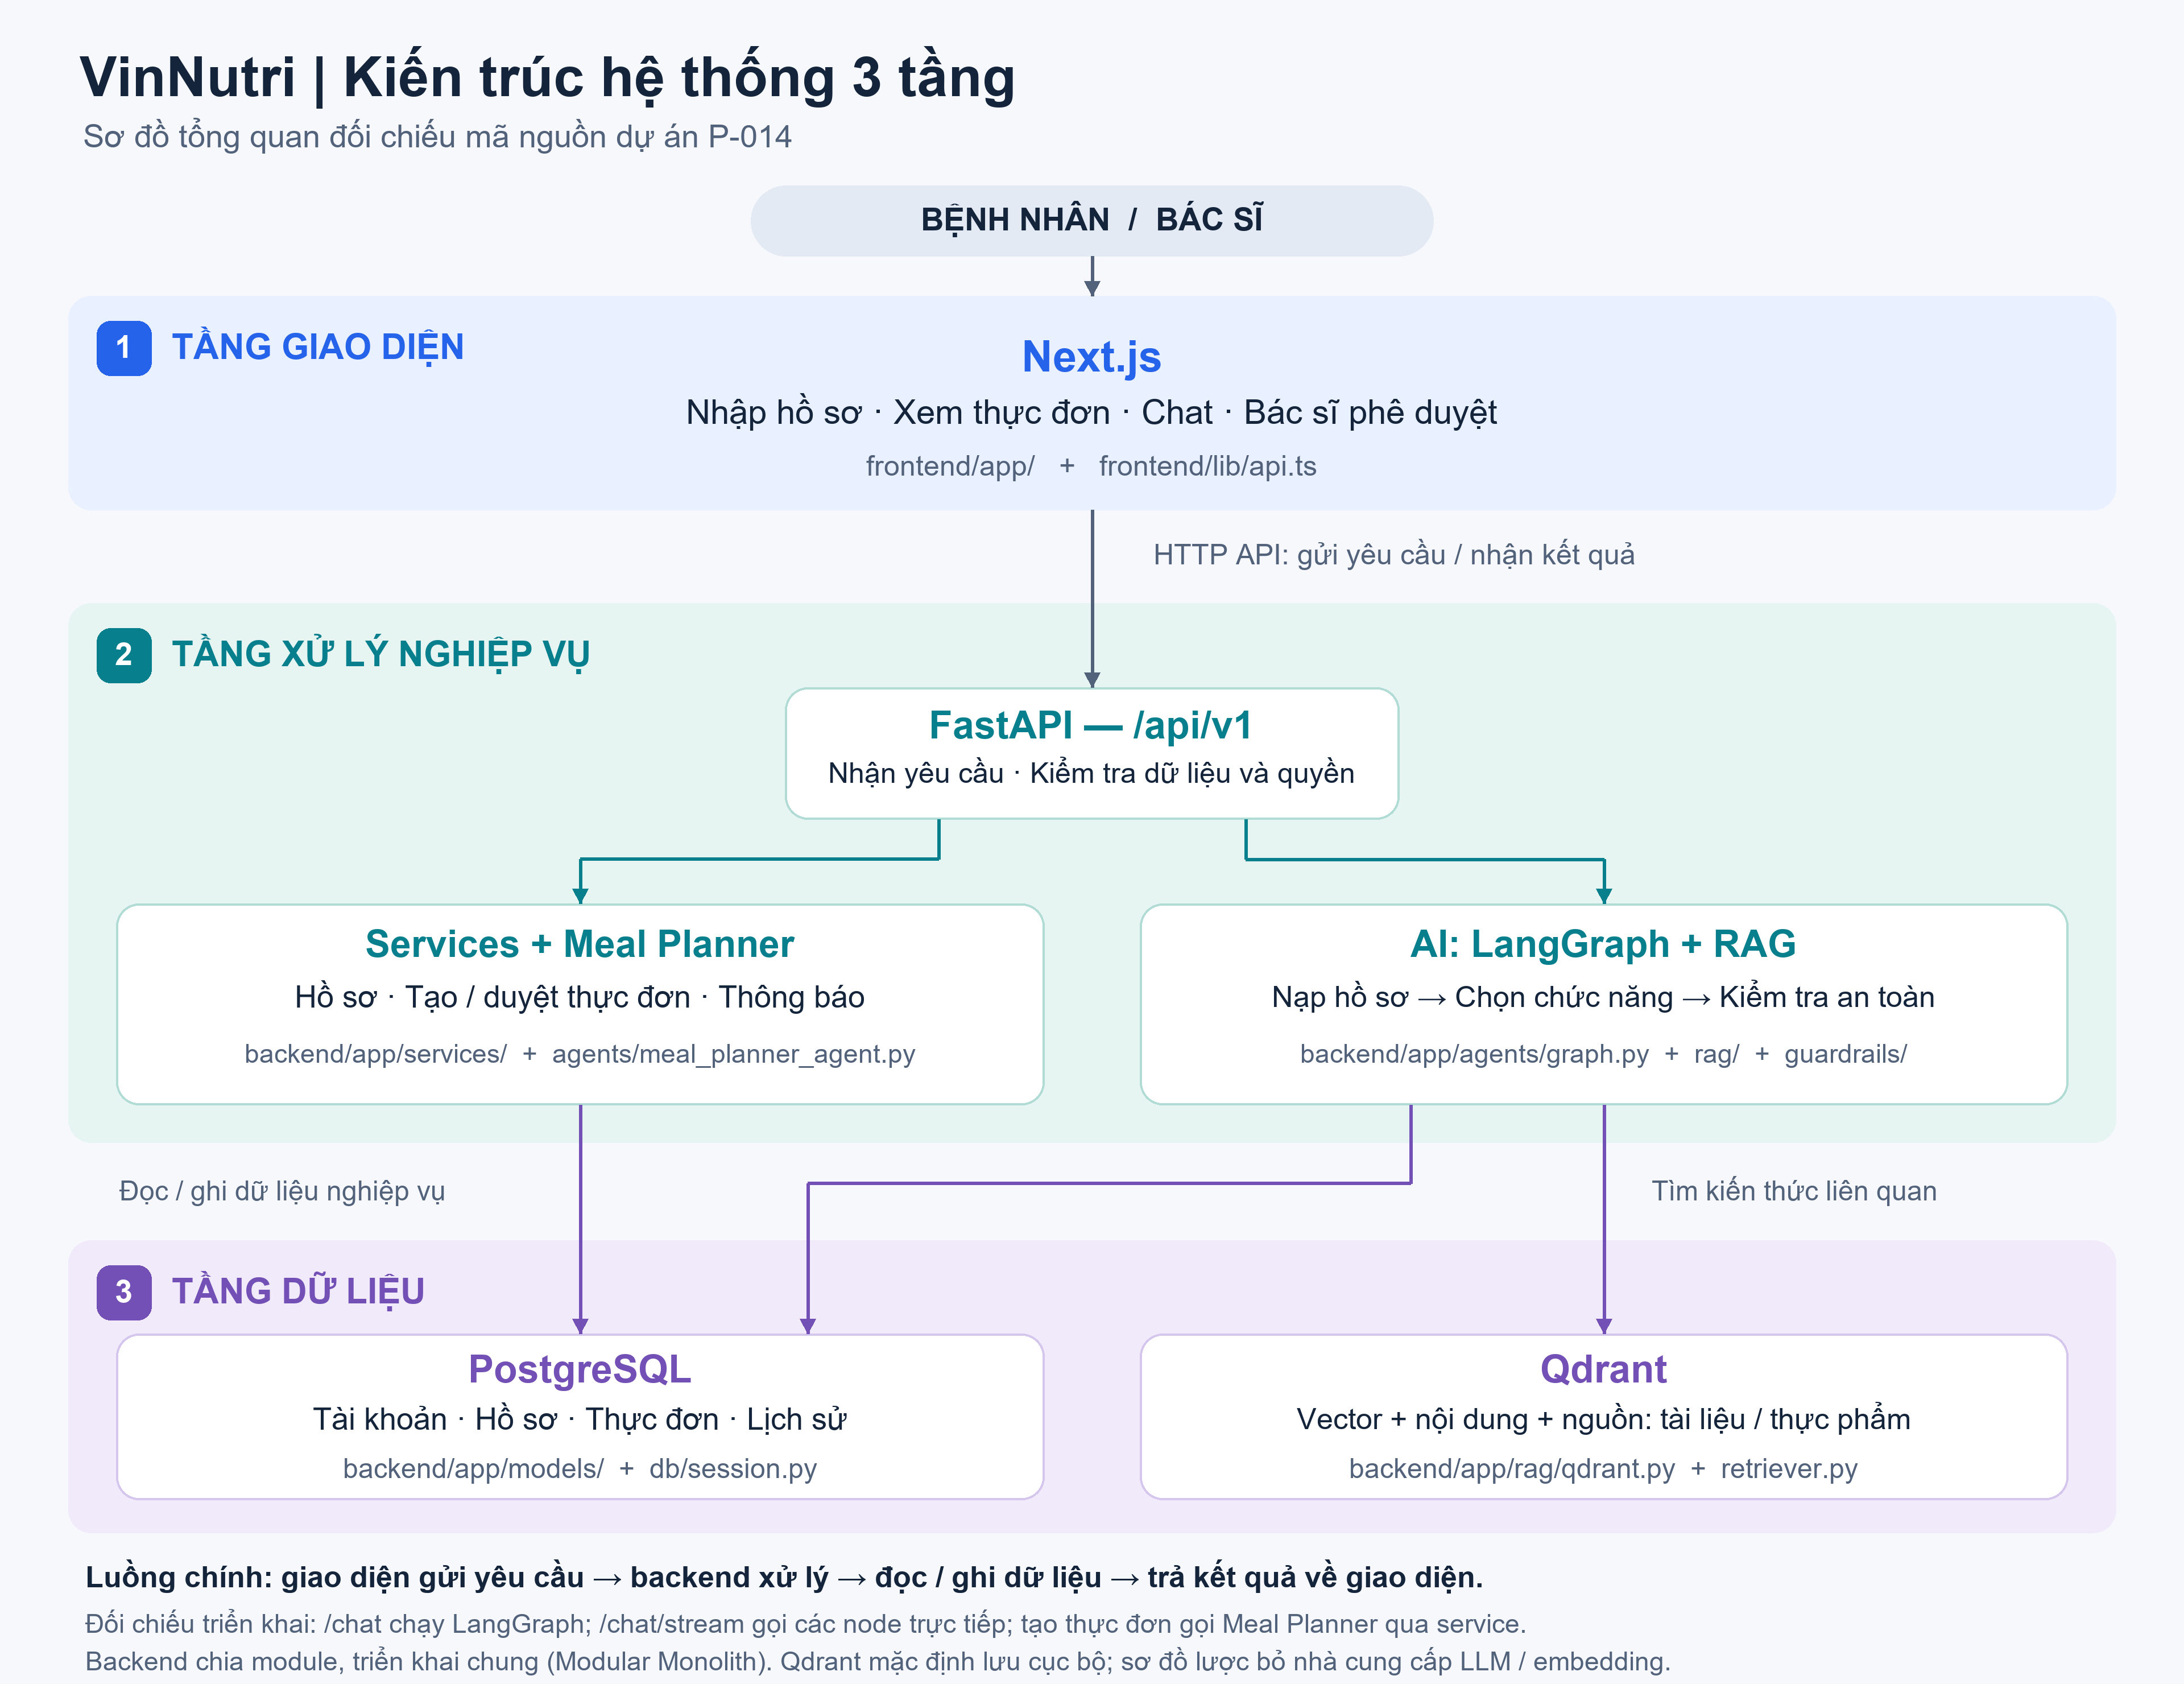 VinNutri | Kiến trúc hệ thống 3 tầng
Sơ đồ tổng quan đối chiếu mã nguồn dự án P-014
BỆNH NHÂN / BÁC SĨ
1 TẦNG GIAO DIỆN
Next.js
Nhập hồ sơ · Xem thực đơn · Chat · Bác sĩ phê duyệt
frontend/app/ + frontend/lib/api.ts
HTTP API: gửi yêu cầu / nhận kết quả
2 TẦNG XỬ LÝ NGHIỆP VỤ
FastAPI — /api/v1
Nhận yêu cầu · Kiểm tra dữ liệu và quyền
Services + Meal Planner
Hồ sơ · Tạo / duyệt thực đơn · Thông báo
backend/app/services/ + agents/meal_planner_agent.py
AI: LangGraph + RAG
Nạp hồ sơ → Chọn chức năng → Kiểm tra an toàn
backend/app/agents/graph.py + rag/ + guardrails/
Đọc / ghi dữ liệu nghiệp vụ
Tìm kiến thức liên quan
3 TẦNG DỮ LIỆU
PostgreSQL
Tài khoản · Hồ sơ · Thực đơn · Lịch sử
backend/app/models/ + db/session.py
Qdrant
Vector + nội dung + nguồn: tài liệu / thực phẩm
backend/app/rag/qdrant.py + retriever.py
Luồng chính: giao diện gửi yêu cầu → backend xử lý → đọc / ghi dữ liệu → trả kết quả về giao diện.
Đối chiếu triển khai: /chat chạy LangGraph; /chat/stream gọi các node trực tiếp; tạo thực đơn gọi Meal Planner qua service.
Backend chia module, triển khai chung (Modular Monolith). Qdrant mặc định lưu cục bộ; sơ đồ lược bỏ nhà cung cấp LLM / embedding.